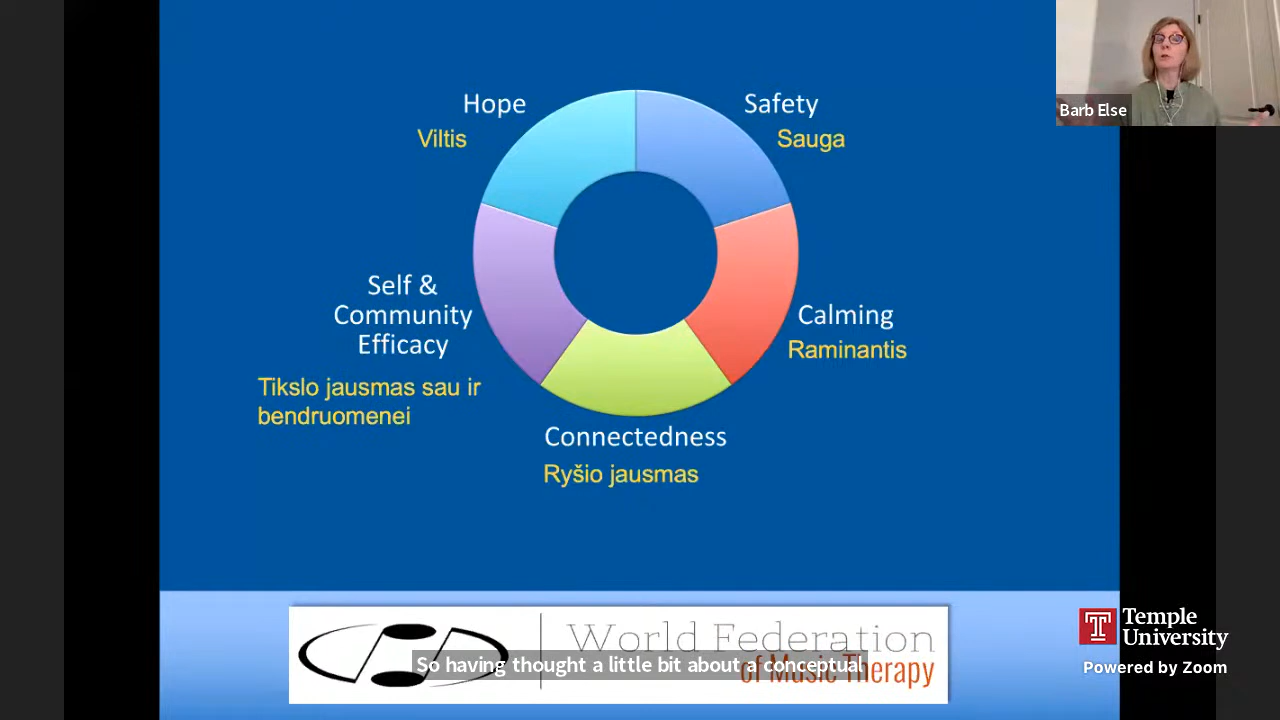 Hope
Viltis
Safety
Sauga
Self &
Community
Efficacy
Tikslo jausmas sau ir
bendruomenei
Calming
Raminantis
Connectedness
Ryšio jausmas
Barb Else
World Federation
of Music Therapy
So having thought a little bit about a conceptual
Temple
University
Powered by Zoom